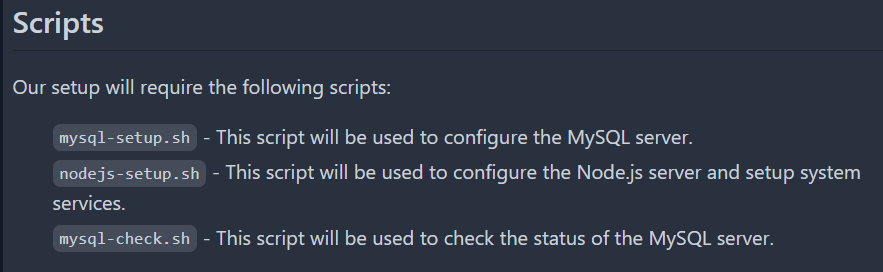 Scripts
Our setup will require the following scripts:
mysql-setup.sh - This script will be used to configure the MySQL server.
nodejs-setup.sh - This script will be used to configure the Node.js server and setup system
services.
mysql-check.sh - This script will be used to check the status of the MySQL server.